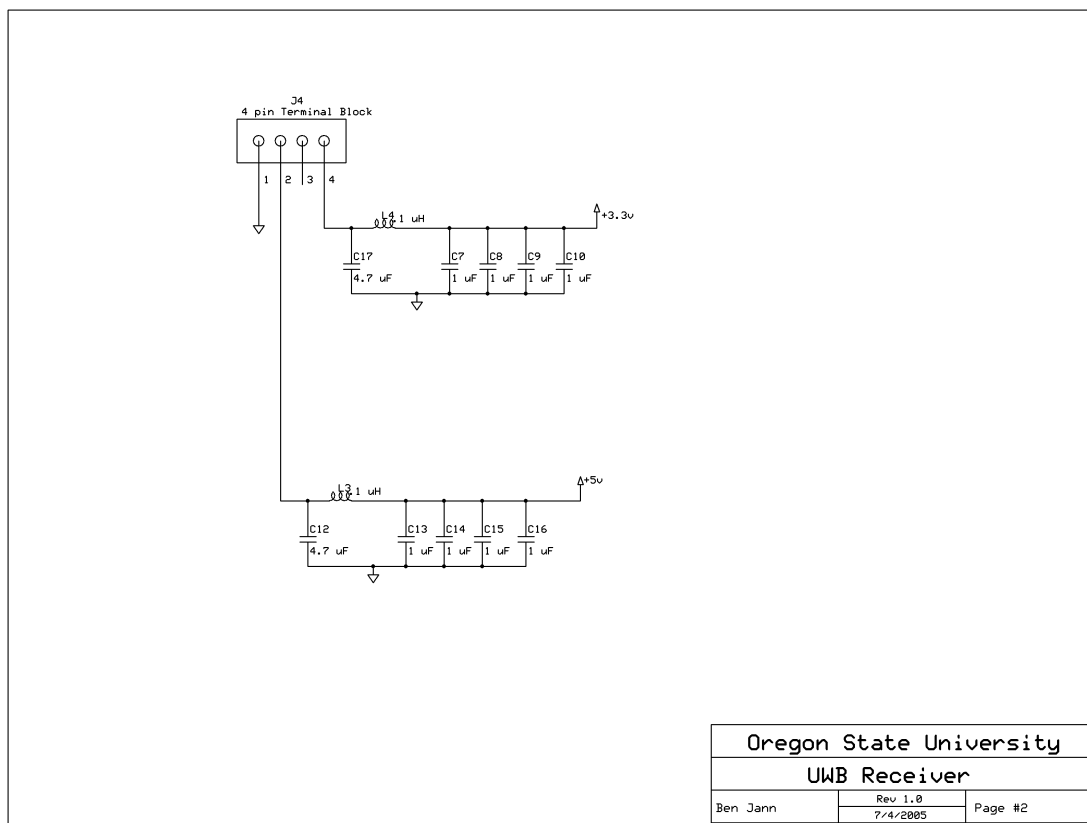 J4
4 pin Terminal Block
1 2 3 4
L4.1 uH
+3.3v
C17 C7 C8 C9 C10
4.7 uF 1 uF 1 uF 1 uF 1 uF
L3.1 uH
+5v
C12 C13 C14 C15 C16
4.7 uF 1 uF 1 uF 1 uF 1 uF
Oregon State University
UWB Receiver
Ben Jann
Rev 1.0
7/4/2005
Page #2